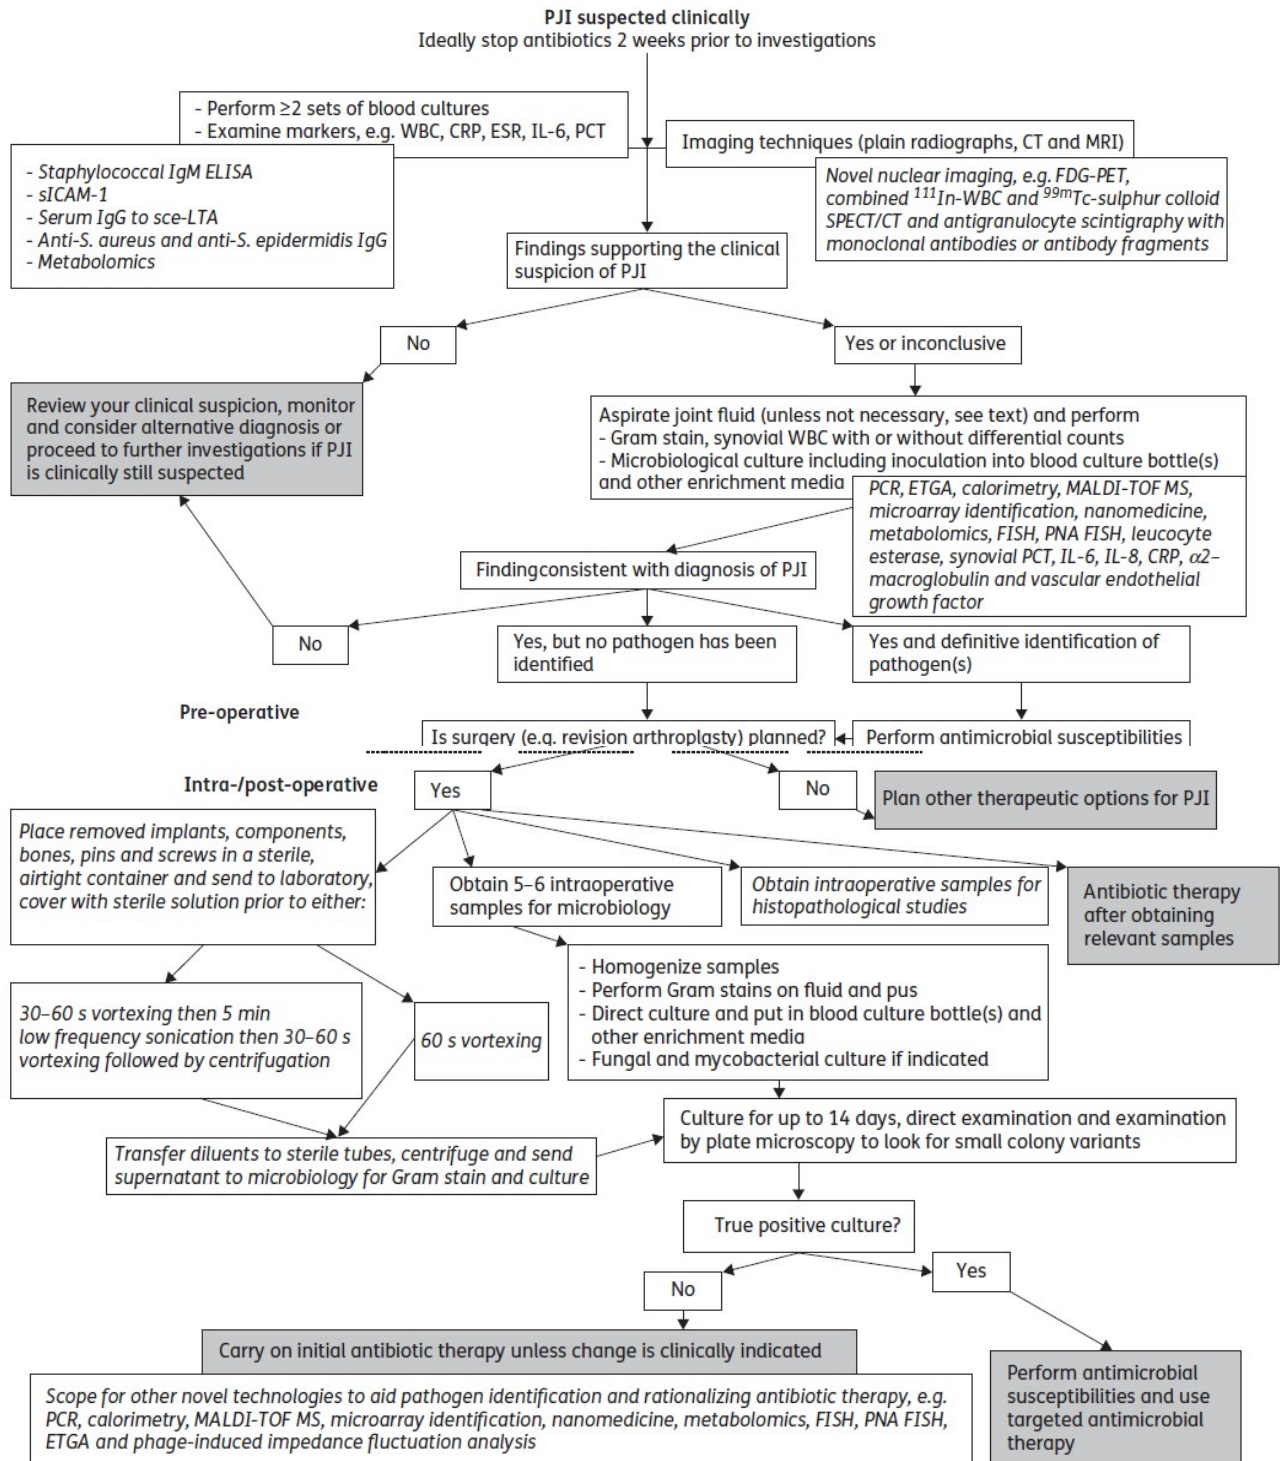 PJI suspected clinically
Ideally stop antibiotics 2 weeks prior to investigations
- Perform ≥2 sets of blood cultures
- Examine markers, e.g. WBC, CRP, ESR, IL-6, PCT
- Staphylococcal IgM ELISA
- sICAM-1
- Serum IgG to sce-LTA
- Anti-S. aureus and anti-S. epidermidis IgG
- Metabolomics
Imaging techniques (plain radiographs, CT and MRI)
Novel nuclear imaging, e.g. FDG-PET,
combined ¹¹¹In-WBC and ⁹⁹ᵐTc-sulphur colloid
SPECT/CT and antigranulocyte scintigraphy with
monoclonal antibodies or antibody fragments
Findings supporting the clinical
suspicion of PJI
No
Yes or inconclusive
Review your clinical suspicion, monitor
and consider alternative diagnosis or
proceed to further investigations if PJI
is clinically still suspected
Aspirate joint fluid (unless not necessary, see text) and perform
- Gram stain, synovial WBC with or without differential counts
- Microbiological culture including inoculation into blood culture bottle(s)
and other enrichment media
PCR, ETGA, calorimetry, MALDI-TOF MS,
microarray identification, nanomedicine,
metabolomics, FISH, PNA FISH, leucocyte
esterase, synovial PCT, IL-6, IL-8, CRP, α2–
macroglobulin and vascular endothelial
growth factor
Findingconsistent with diagnosis of PJI
No
Yes, but no pathogen has been
identified
Yes and definitive identification of
pathogen(s)
Pre-operative
Is surgery (e.g. revision arthroplasty) planned?
Perform antimicrobial susceptibilities
Intra-/post-operative
Yes
No
Plan other therapeutic options for PJI
Place removed implants, components,
bones, pins and screws in a sterile,
airtight container and send to laboratory,
cover with sterile solution prior to either:
Obtain 5–6 intraoperative
samples for microbiology
Obtain intraoperative samples for
histopathological studies
Antibiotic therapy
after obtaining
relevant samples
30–60 s vortexing then 5 min
low frequency sonication then 30–60 s
vortexing followed by centrifugation
60 s vortexing
- Homogenize samples
- Perform Gram stains on fluid and pus
- Direct culture and put in blood culture bottle(s) and
other enrichment media
- Fungal and mycobacterial culture if indicated
Transfer diluents to sterile tubes, centrifuge and send
supernatant to microbiology for Gram stain and culture
Culture for up to 14 days, direct examination and examination
by plate microscopy to look for small colony variants
True positive culture?
No
Yes
Carry on initial antibiotic therapy unless change is clinically indicated
Scope for other novel technologies to aid pathogen identification and rationalizing antibiotic therapy, e.g.
PCR, calorimetry, MALDI-TOF MS, microarray identification, nanomedicine, metabolomics, FISH, PNA FISH,
ETGA and phage-induced impedance fluctuation analysis
Perform antimicrobial
susceptibilities and use
targeted antimicrobial
therapy